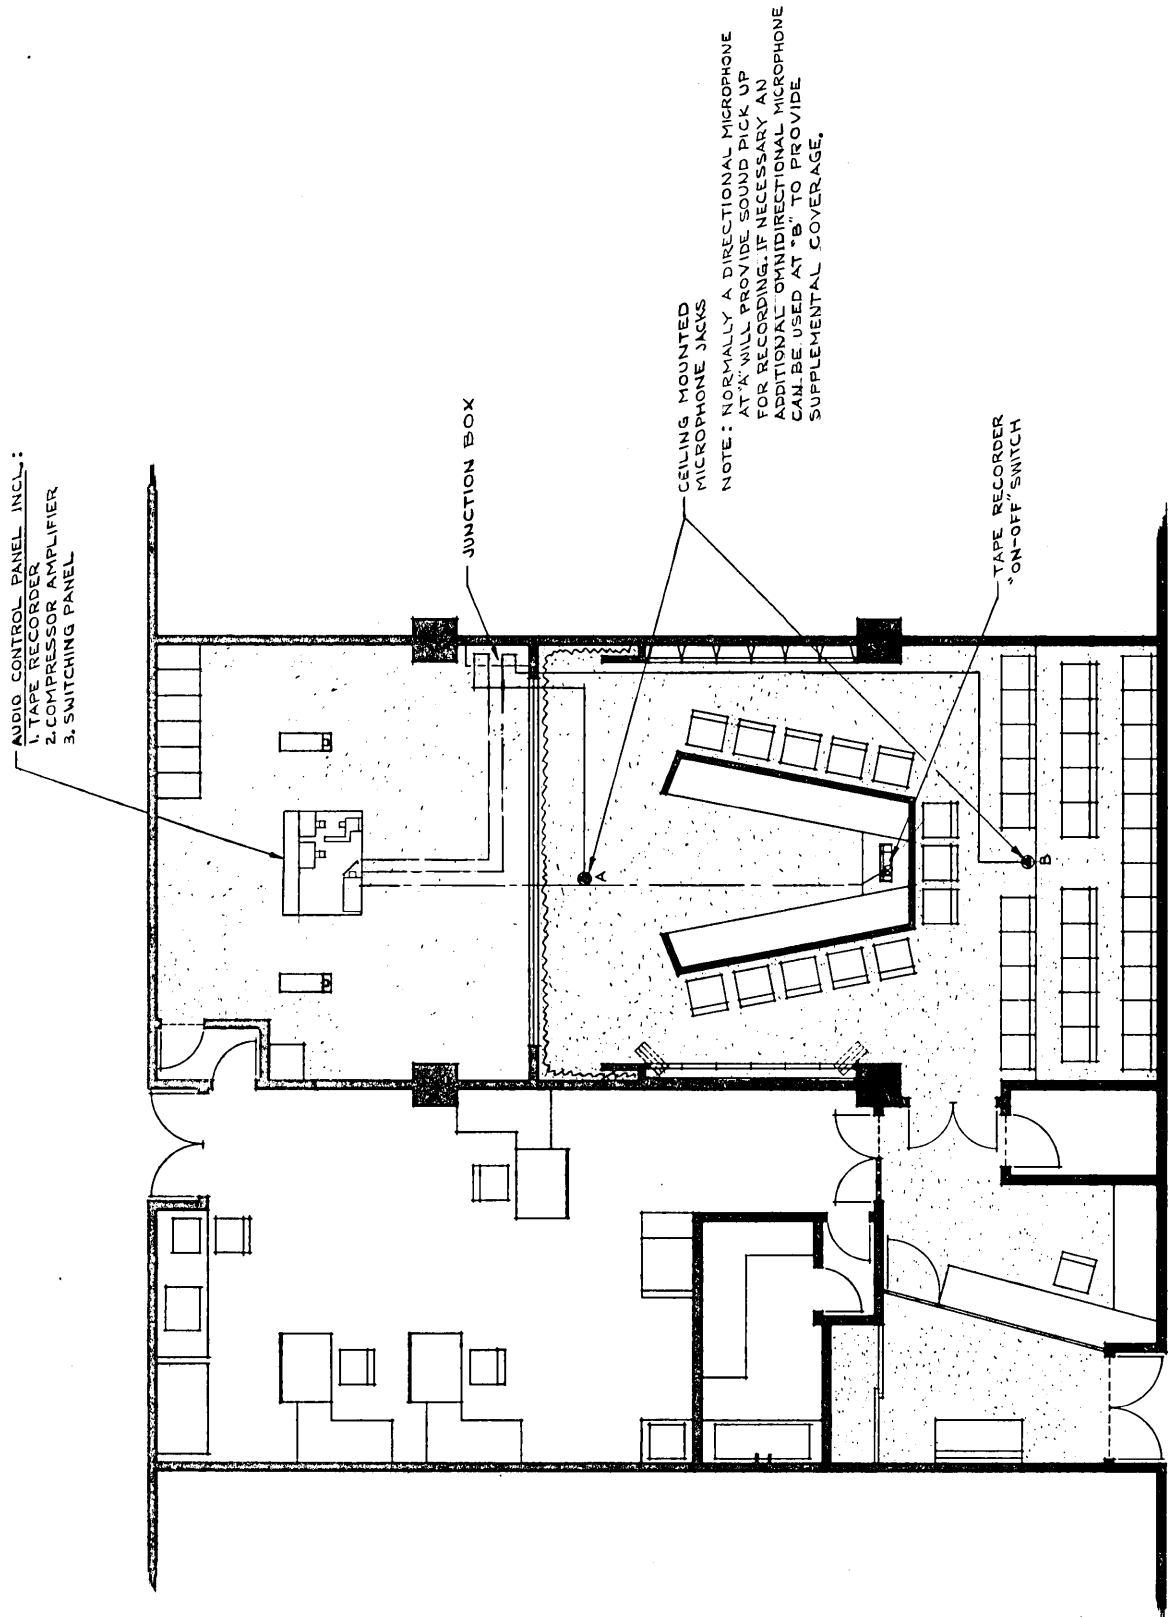 AUDIO CONTROL PANEL INCL.:
1. TAPE RECORDER
2. COMPRESSOR AMPLIFIER
3. SWITCHING PANEL
JUNCTION BOX
CEILING MOUNTED
MICROPHONE JACKS
NOTE: NORMALLY A DIRECTIONAL MICROPHONE
AT "A" WILL PROVIDE SOUND PICK UP
FOR RECORDING. IF NECESSARY AN
ADDITIONAL OMNIDIRECTIONAL MICROPHONE
CAN BE USED AT "B" TO PROVIDE
SUPPLEMENTAL COVERAGE.
TAPE RECORDER
"ON-OFF" SWITCH
A
B